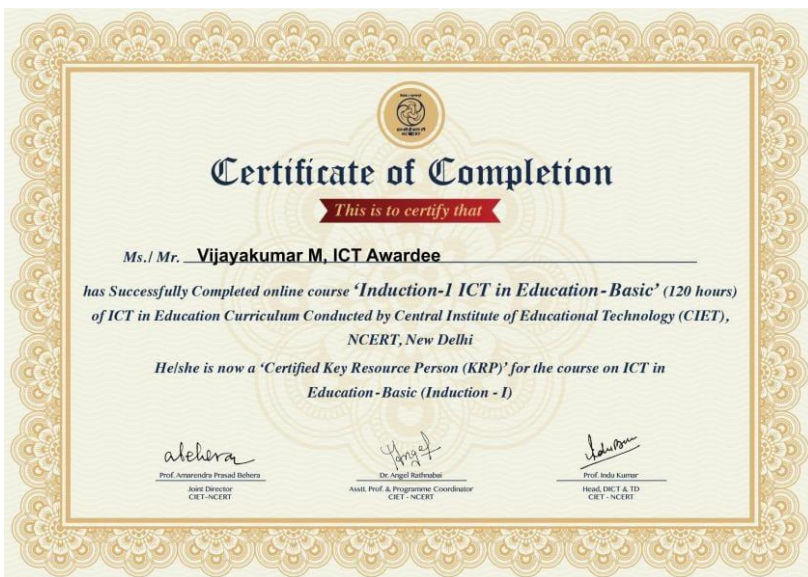 Certificate of Completion
This is to certify that
Ms./ Mr. Vijayakumar M, ICT Awardee
has Successfully Completed online course ‘Induction-1 ICT in Education-Basic’ (120 hours)
of ICT in Education Curriculum Conducted by Central Institute of Educational Technology (CIET),
NCERT, New Delhi
He/she is now a ‘Certified Key Resource Person (KRP)’ for the course on ICT in
Education-Basic (Induction - I)
Prof. Amarendra Prasad Behera
Joint Director
CIET-NCERT
Dr. Angel Rathnabai
Asstt. Prof. & Programme Coordinator
CIET - NCERT
Prof. Indu Kumar
Head, DICT & TD
CIET - NCERT